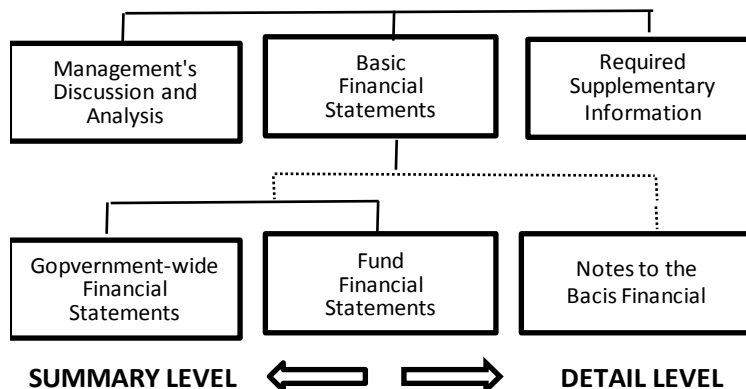 Management's
Discussion and
Analysis
Basic
Financial
Statements
Required
Supplementary
Information
Gopvernment-wide
Financial
Statements
Fund
Financial
Statements
Notes to the
Bacis Financial
SUMMARY LEVEL
DETAIL LEVEL